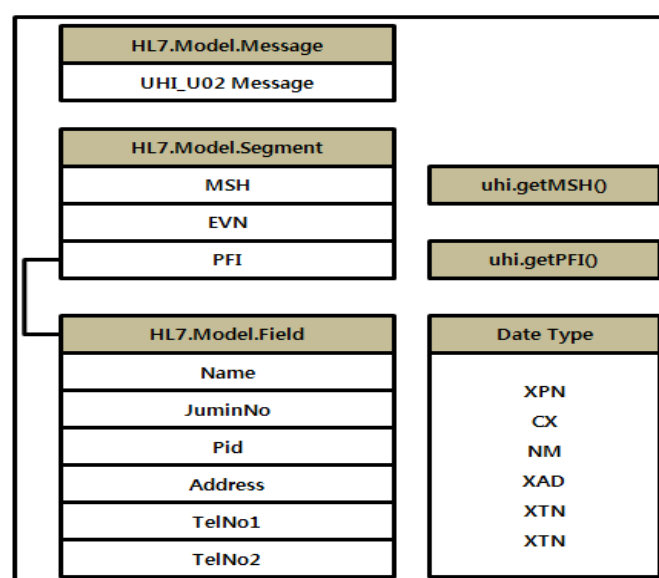 HL7.Model.Message
UHI_U02 Message
HL7.Model.Segment
MSH
uhi.getMSH()
EVN
PFI
uhi.getPFI()
HL7.Model.Field
Date Type
Name
JuminNo
Pid
Address
TelNo1
TelNo2
XPN
CX
NM
XAD
XTN
XTN